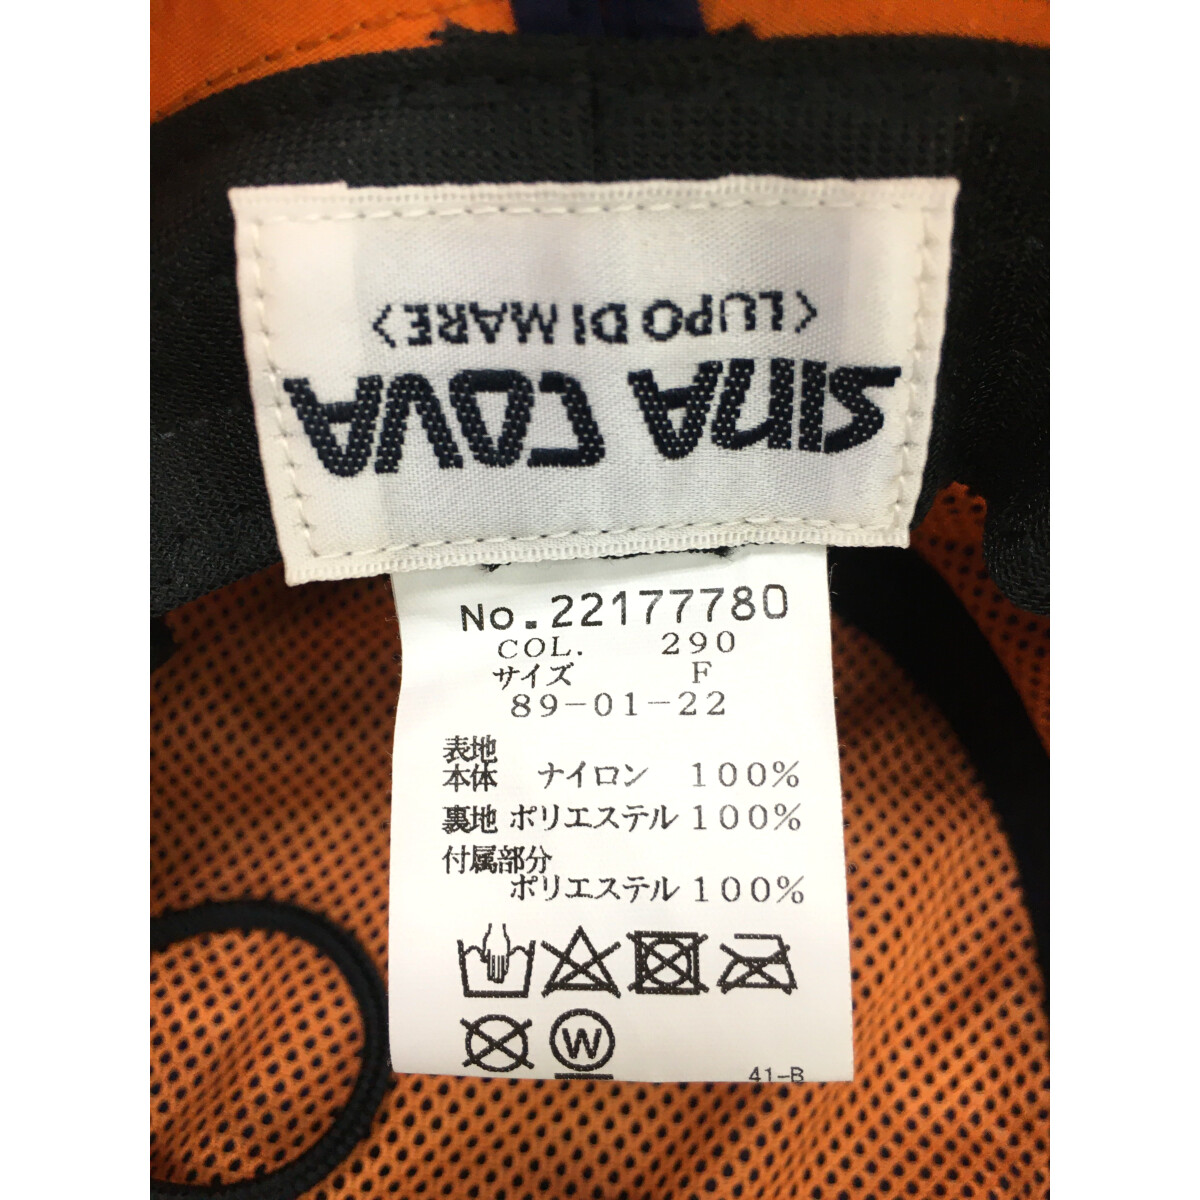 SINA COVA
<LUPO DI MARE>
No.22177780
COL. 290
サイズ F
89-01-22
表地
本体 ナイロン 100%
裏地 ポリエステル 100%
付属部分
ポリエステル 100%
W
41-B